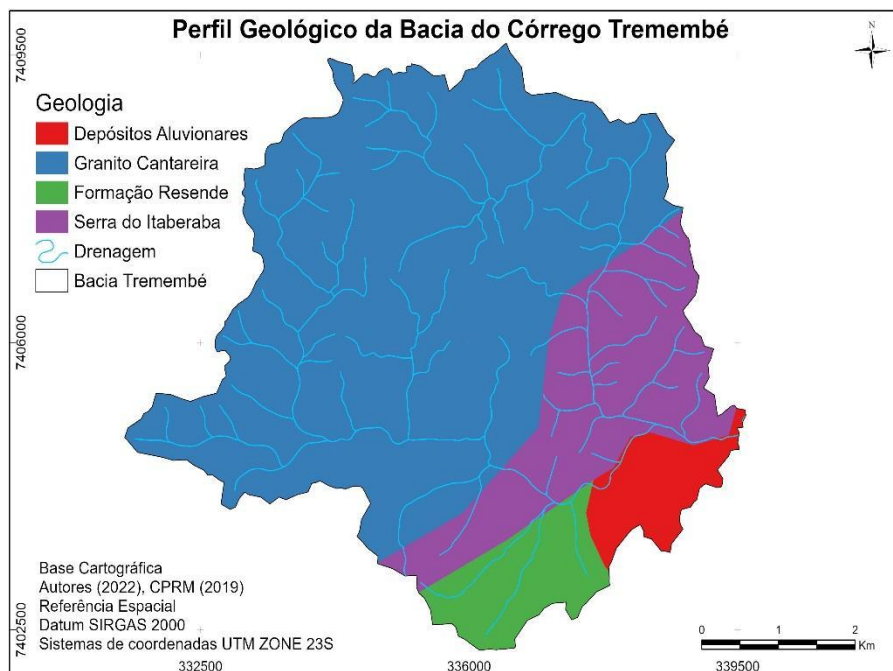 Perfil Geológico da Bacia do Córrego Tremembé
N
7409500
7406000
7402500
Geologia
Depósitos Aluvionares
Granito Cantareira
Formação Resende
Serra do Itaberaba
Drenagem
Bacia Tremembé
Base Cartográfica
Autores (2022), CPRM (2019)
Referência Espacial
Datum SIRGAS 2000
Sistemas de coordenadas UTM ZONE 23S
0 1 2
Km
332500 336000 339500